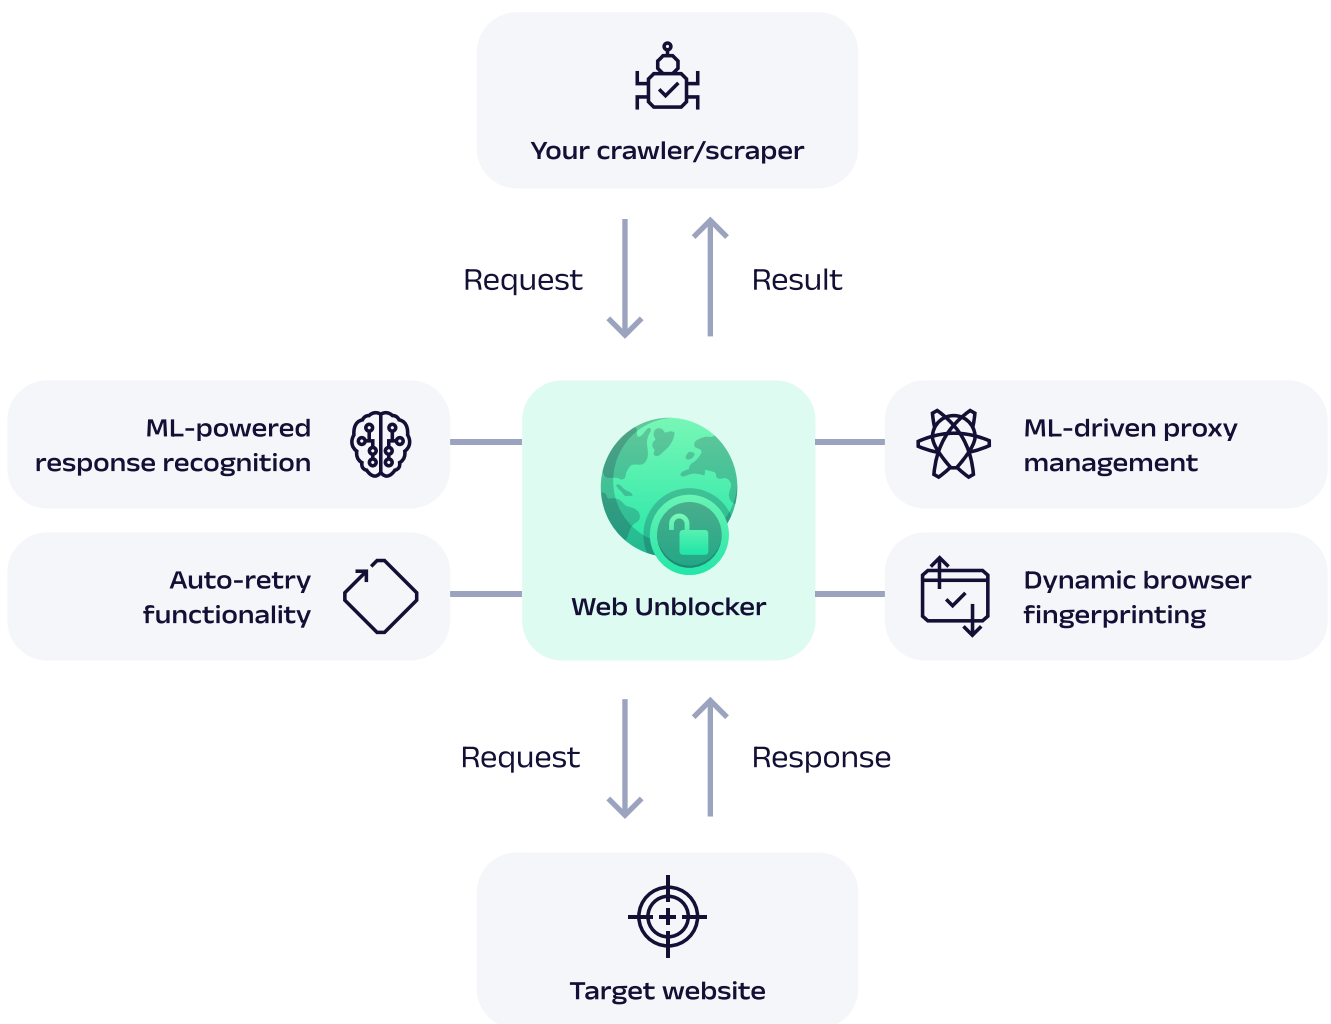 Your crawler/scraper
Request
Result
ML-powered
response recognition
ML-driven proxy
management
Auto-retry
functionality
Web Unblocker
Dynamic browser
fingerprinting
Request
Response
Target website